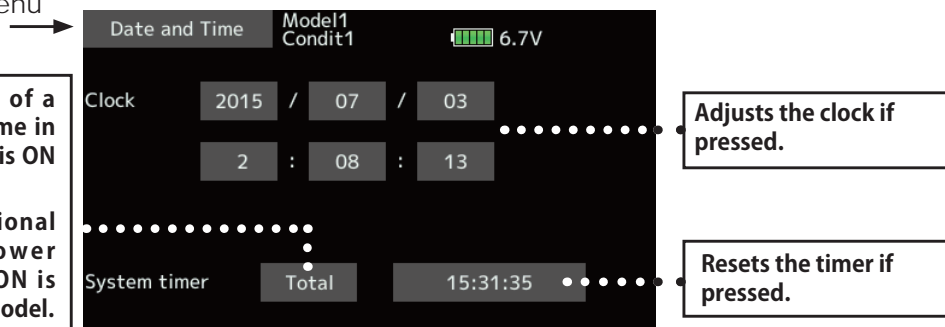 enu
Date and Time
Model1
Condit1
6.7V
of a
me in
is ON
ional
ower
ON is
odel.
Clock 2015 / 07 / 03
2 : 08 : 13
Adjusts the clock if
pressed.
System timer Total 15:31:35
Resets the timer if
pressed.